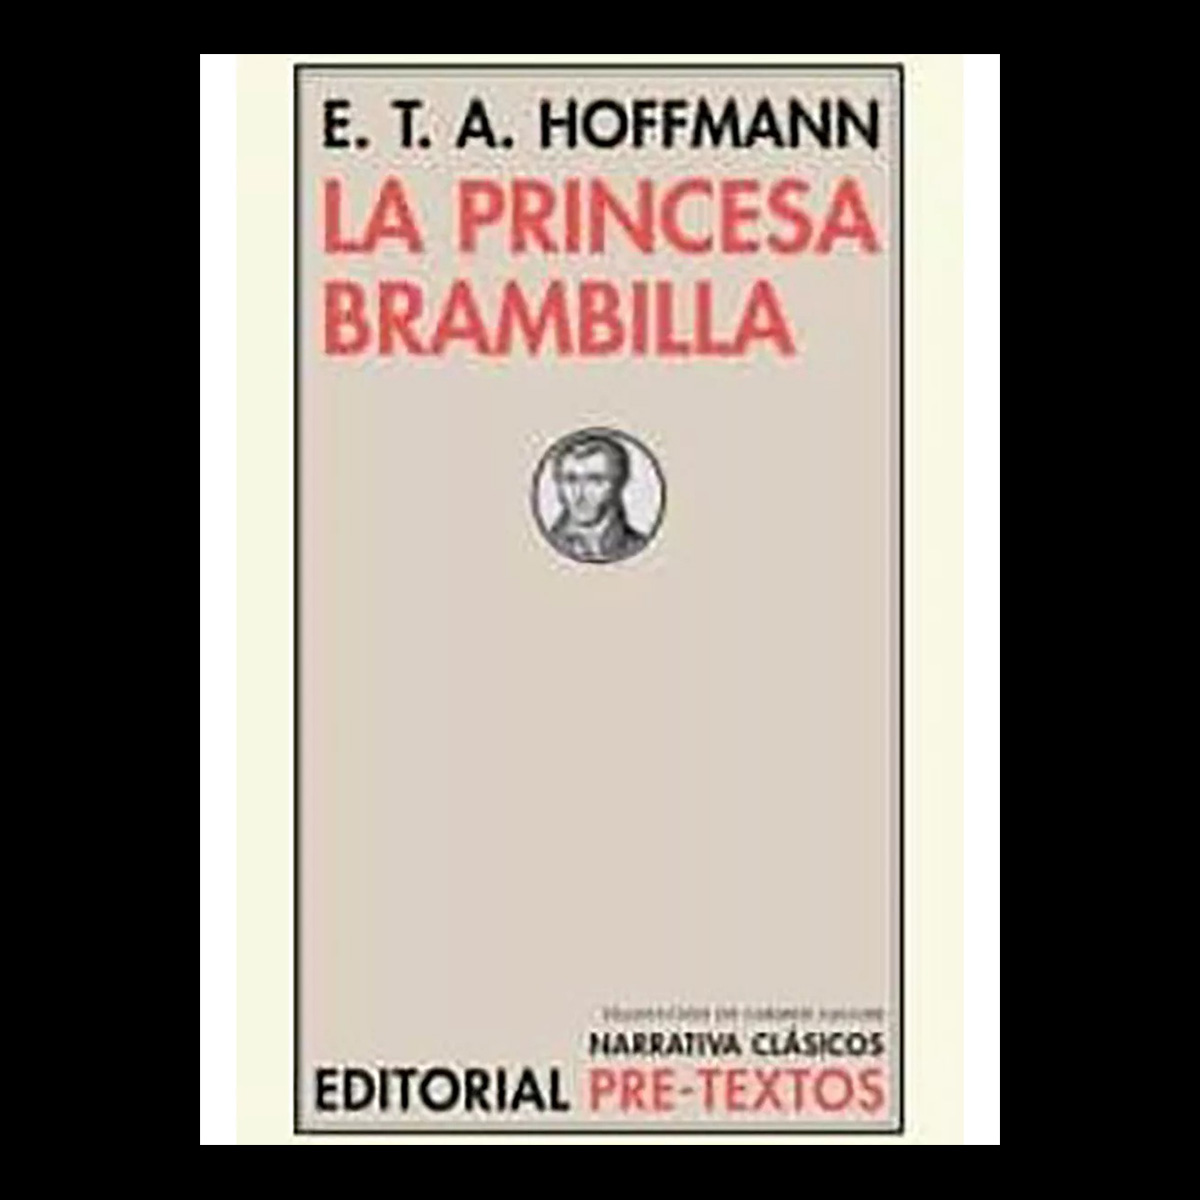 E. T. A. HOFFMANN
LA PRINCESA
BRAMBILLA
NARRATIVA CLÁSICOS
EDITORIAL PRE-TEXTOS